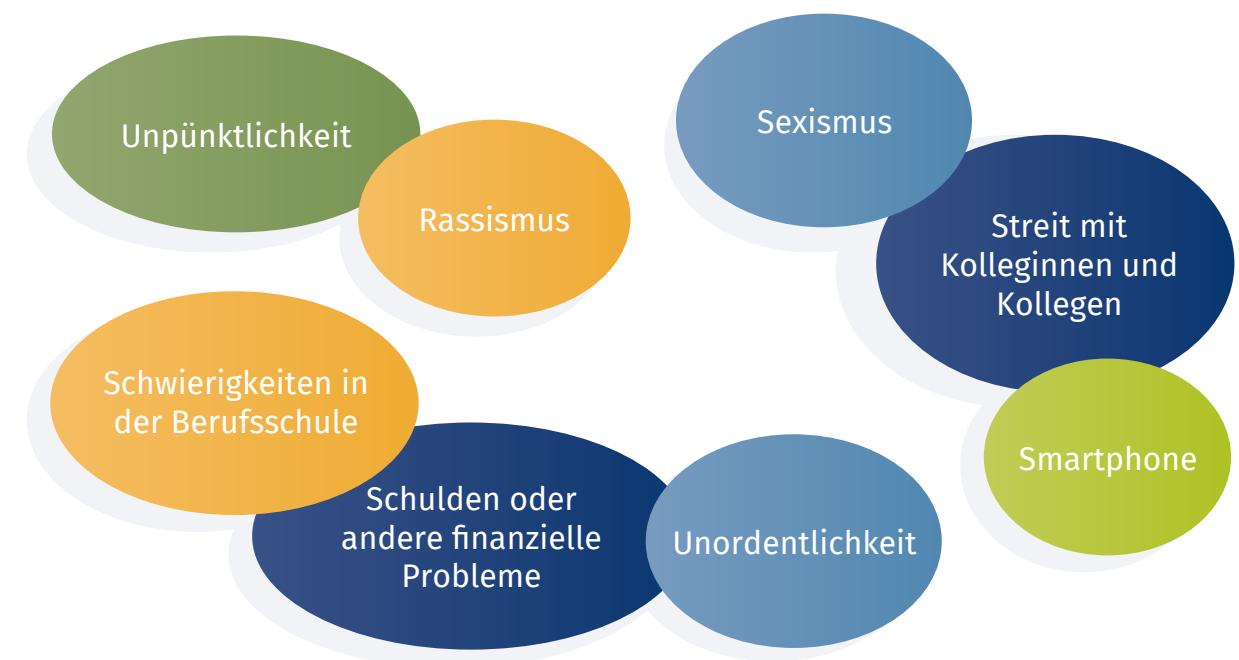 Unpünktlichkeit
Rassismus
Sexismus
Streit mit
Kolleginnen und
Kollegen
Schwierigkeiten in
der Berufsschule
Schulden oder
andere finanzielle
Probleme
Unordentlichkeit
Smartphone